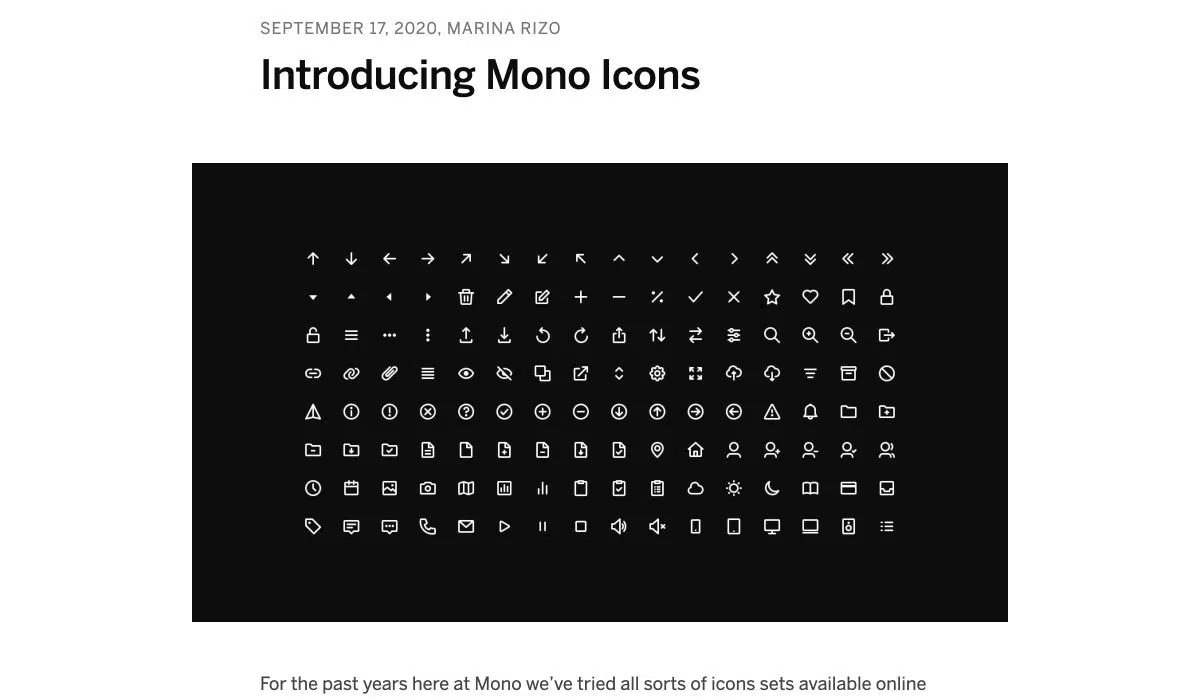 SEPTEMBER 17, 2020, MARINA RIZO
Introducing Mono Icons
For the past years here at Mono we’ve tried all sorts of icons sets available online